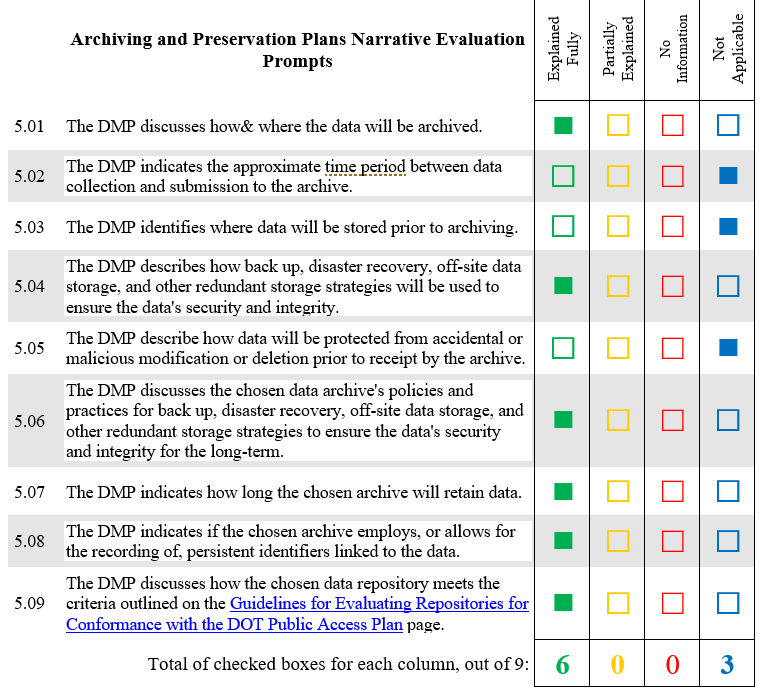 Archiving and Preservation Plans Narrative Evaluation
Prompts
Explained
Fully
Partially
Explained
No
Information
Not
Applicable
5.01 The DMP discusses how& where the data will be archived.
5.02 The DMP indicates the approximate time period between data
collection and submission to the archive.
5.03 The DMP identifies where data will be stored prior to archiving.
5.04 The DMP describes how back up, disaster recovery, off-site data
storage, and other redundant storage strategies will be used to
ensure the data's security and integrity.
5.05 The DMP describe how data will be protected from accidental or
malicious modification or deletion prior to receipt by the archive.
5.06 The DMP discusses the chosen data archive's policies and
practices for back up, disaster recovery, off-site data storage, and
other redundant storage strategies to ensure the data's security
and integrity for the long-term.
5.07 The DMP indicates how long the chosen archive will retain data.
5.08 The DMP indicates if the chosen archive employs, or allows for
the recording of, persistent identifiers linked to the data.
5.09 The DMP discusses how the chosen data repository meets the
criteria outlined on the Guidelines for Evaluating Repositories for
Conformance with the DOT Public Access Plan page.
Total of checked boxes for each column, out of 9: 6 0 0 3